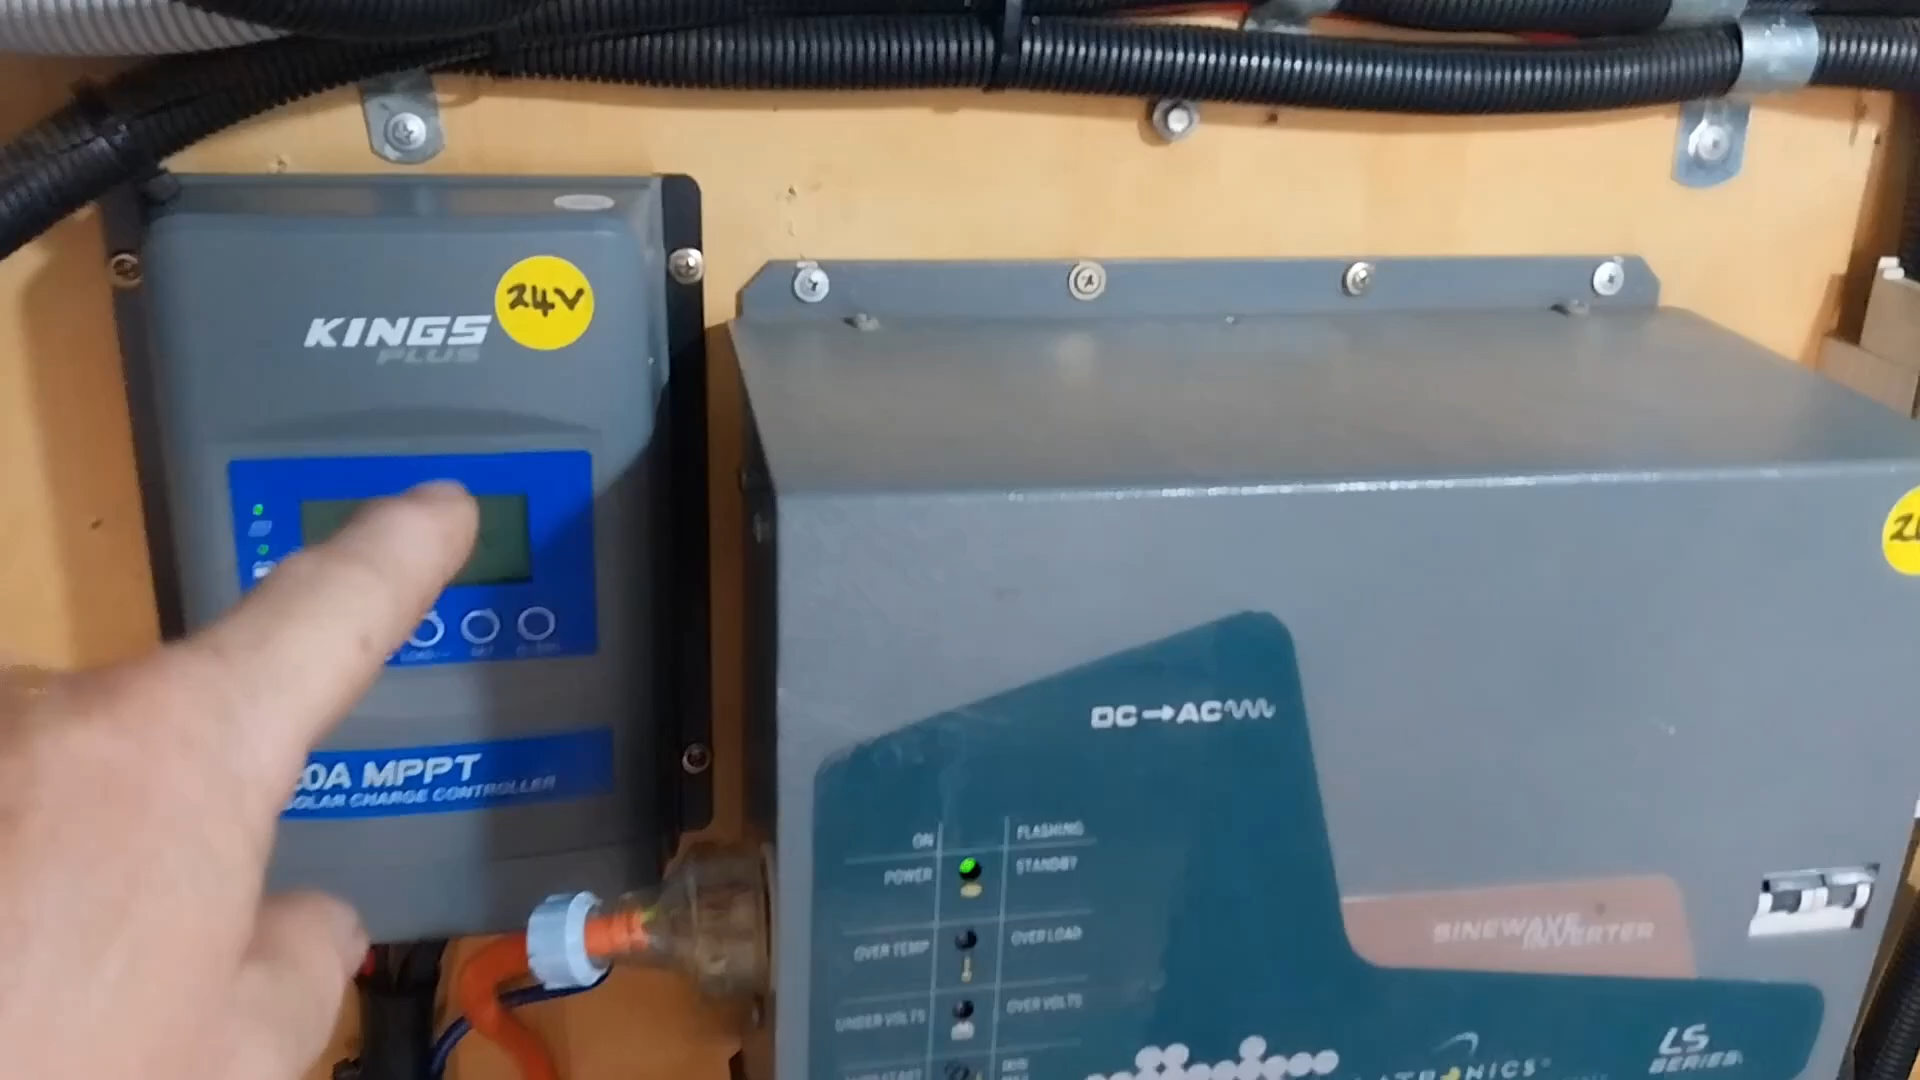 24V
KINGS
PLUS
0A MPPT
SOLAR CHARGE CONTROLLER
DC→AC
ON
FLASHING
POWER
STANDBY
OVER TEMP
OVER LOAD
UNDER VOLTS
OVER VOLTS
SINEWAVE
INVERTER
LS
SERIES